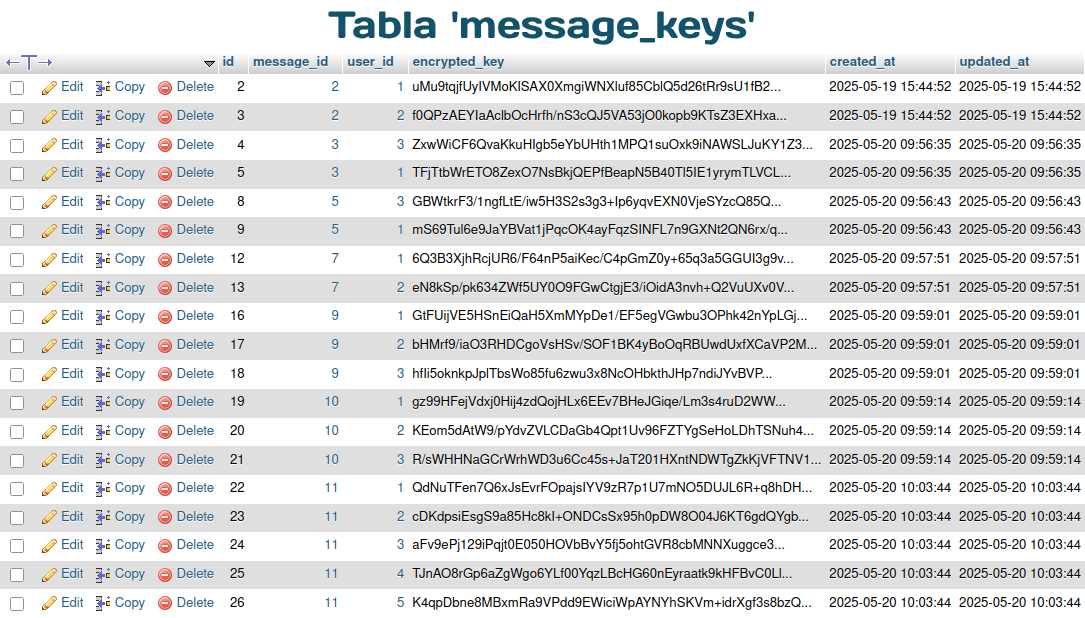 Tabla 'message_keys'
←T→ id message_id user_id encrypted_key created_at updated_at
Edit Copy Delete 2 2 1 uMu9tqjfUyIVMoKISAX0XmgiWNXluf85CblQ5d26tRr9sU1fB2... 2025-05-19 15:44:52 2025-05-19 15:44:52
Edit Copy Delete 3 2 2 f0QPzAEYIaAclbOcHrfh/nS3cQJ5VA53jO0kopb9KTsZ3EXHxa... 2025-05-19 15:44:52 2025-05-19 15:44:52
Edit Copy Delete 4 3 3 ZxwWiCF6QvaKkuHIgb5eYbUHth1MPQ1suOxk9iNAWSLJuKY1Z3... 2025-05-20 09:56:35 2025-05-20 09:56:35
Edit Copy Delete 5 3 1 TFjTtbWrETO8ZexO7NsBkjQEPfBeapN5B40Tl5IE1yrymTLVCL... 2025-05-20 09:56:35 2025-05-20 09:56:35
Edit Copy Delete 8 5 3 GBWtkrF3/1ngfLtE/iw5H3S2s3g3+Ip6yqvEXN0VjeSYzcQ85Q... 2025-05-20 09:56:43 2025-05-20 09:56:43
Edit Copy Delete 9 5 1 mS69Tul6e9JaYBVat1jPqcOK4ayFqzSINFL7n9GXNt2QN6rx/q... 2025-05-20 09:56:43 2025-05-20 09:56:43
Edit Copy Delete 12 7 1 6Q3B3XjhRcjUR6/F64nP5aiKec/C4pGmZ0y+65q3a5GGUI3g9v... 2025-05-20 09:57:51 2025-05-20 09:57:51
Edit Copy Delete 13 7 2 eN8kSp/pk634ZWf5UY0O9FGwCtgjE3/iOidA3nvh+Q2VuUXv0V... 2025-05-20 09:57:51 2025-05-20 09:57:51
Edit Copy Delete 16 9 1 GtFUijVE5HSnEiQaH5XmMYpDe1/EF5egVGwbu3OPhk42nYpLGj... 2025-05-20 09:59:01 2025-05-20 09:59:01
Edit Copy Delete 17 9 2 bHMrf9/iaO3RHDCgoVsHSv/SOF1BK4yBoOqRBUwdUxfXCaVP2M... 2025-05-20 09:59:01 2025-05-20 09:59:01
Edit Copy Delete 18 9 3 hfIi5oknkpJplTbsWo85fu6zwu3x8NcOHbkthJHp7ndiJYvBVP... 2025-05-20 09:59:01 2025-05-20 09:59:01
Edit Copy Delete 19 10 1 gz99HFejVdxj0Hij4zdQojHLx6EEv7BHeJGiqe/Lm3s4ruD2WW... 2025-05-20 09:59:14 2025-05-20 09:59:14
Edit Copy Delete 20 10 2 KEom5dAtW9/pYdvZVLCDaGb4Qpt1Uv96FZTYgSeHoLDhTSNuh4... 2025-05-20 09:59:14 2025-05-20 09:59:14
Edit Copy Delete 21 10 3 R/sWHHNaGCrWrhWD3u6Cc45s+JaT201HXntNDWTgZkKjVFTNV1... 2025-05-20 09:59:14 2025-05-20 09:59:14
Edit Copy Delete 22 11 1 QdNuTFen7Q6xJsEvrFOpajsIYV9zR7p1U7mNO5DUJL6R+q8hDH... 2025-05-20 10:03:44 2025-05-20 10:03:44
Edit Copy Delete 23 11 2 cDKdpsiEsgS9a85Hc8kI+ONDCsSx95h0pDW8O04J6KT6gdQYgb... 2025-05-20 10:03:44 2025-05-20 10:03:44
Edit Copy Delete 24 11 3 aFv9ePj129iPqjt0E050HOVbBvY5fj5ohtGVR8cbMNNXuggce3... 2025-05-20 10:03:44 2025-05-20 10:03:44
Edit Copy Delete 25 11 4 TJnAO8rGp6aZgWgo6YLf00YqzLBcHG60nEyraatk9kHFBvC0Ll... 2025-05-20 10:03:44 2025-05-20 10:03:44
Edit Copy Delete 26 11 5 K4qpDbne8MBxmRa9VPdd9EWiciWpAYNYhSKVm+idrXgf3s8bzQ... 2025-05-20 10:03:44 2025-05-20 10:03:44